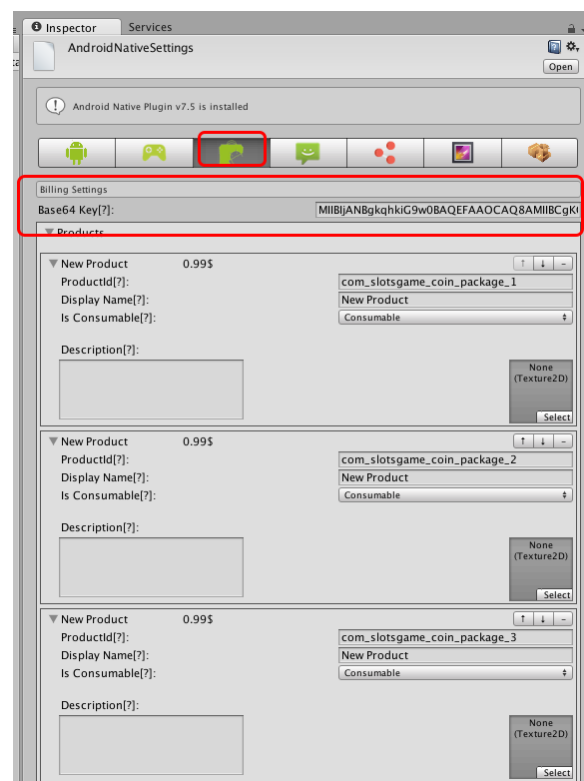 Inspector Services
AndroidNativeSettings
Open
Android Native Plugin v7.5 is installed
Billing Settings
Base64 Key[?]: MIIBIjANBgkqhkiG9w0BAQEFAAOCAQ8AMIIBCgK
Products
New Product 0.99$ ↑ ↓ -
ProductId[?]: com_slotsgame_coin_package_1
Display Name[?]: New Product
Is Consumable[?]: Consumable
Description[?]:
None
(Texture2D)
Select
New Product 0.99$ ↑ ↓ -
ProductId[?]: com_slotsgame_coin_package_2
Display Name[?]: New Product
Is Consumable[?]: Consumable
Description[?]:
None
(Texture2D)
Select
New Product 0.99$ ↑ ↓ -
ProductId[?]: com_slotsgame_coin_package_3
Display Name[?]: New Product
Is Consumable[?]: Consumable
Description[?]:
None
(Texture2D)
Select